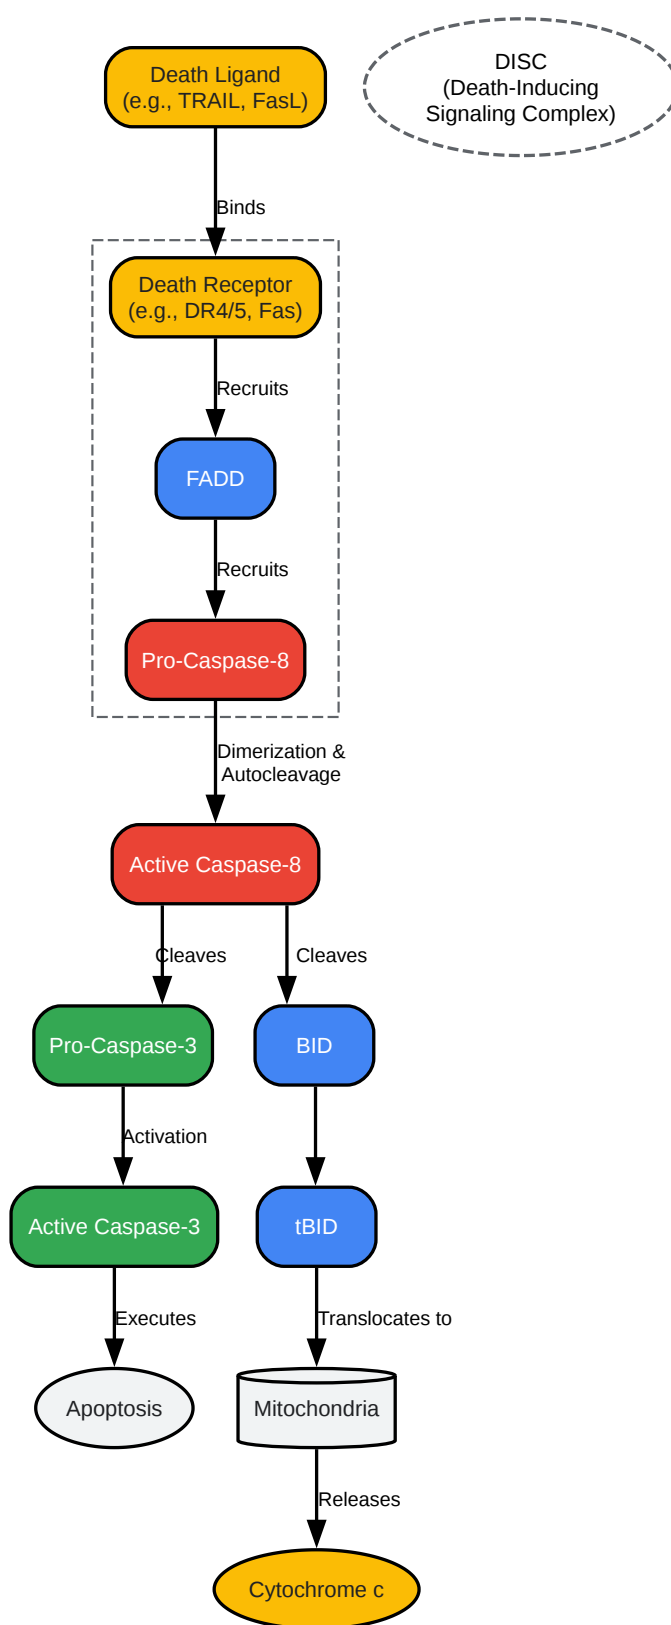 Death Ligand
(e.g., TRAIL, FasL)
DISC
(Death-Inducing
Signaling Complex)
Binds
Death Receptor
(e.g., DR4/5, Fas)
Recruits
FADD
Recruits
Pro-Caspase-8
Dimerization &
Autocleavage
Active Caspase-8
Cleaves
Cleaves
Pro-Caspase-3
BID
Activation
Active Caspase-3
tBID
Executes
Translocates to
Apoptosis
Mitochondria
Releases
Cytochrome c